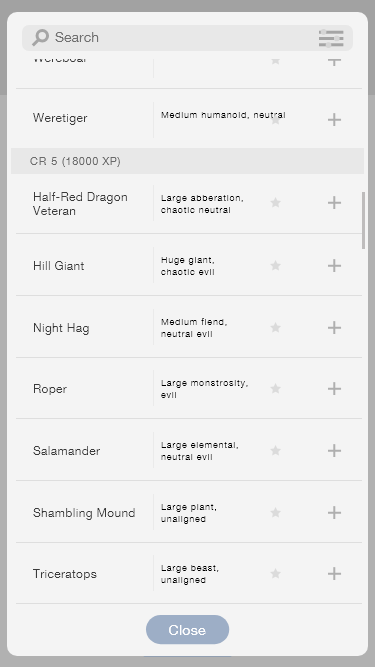 Search
Wereboar
Weretiger
Medium humanoid, neutral
CR 5 (18000 XP)
Half-Red Dragon
Veteran
Large abberation,
chaotic neutral
Hill Giant
Huge giant,
chaotic evil
Night Hag
Medium fiend,
neutral evil
Roper
Large monstrosity,
evil
Salamander
Large elemental,
neutral evil
Shambling Mound
Large plant,
unaligned
Triceratops
Large beast,
unaligned
Close